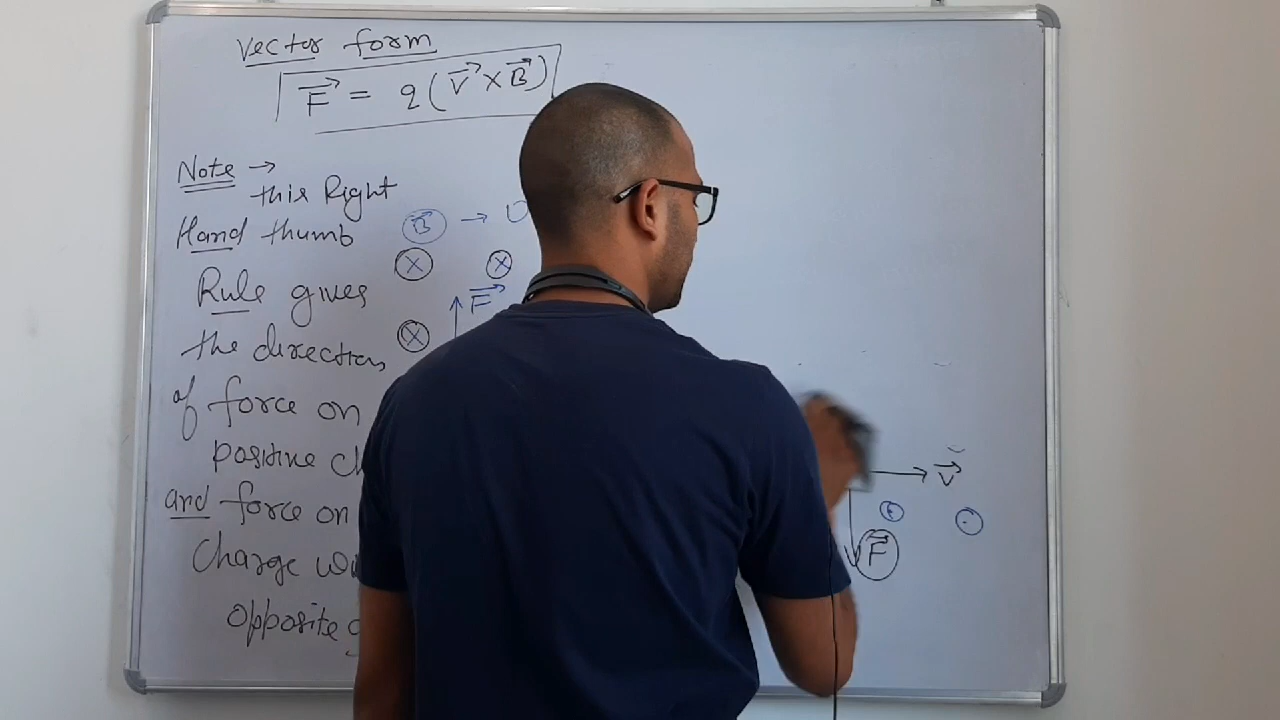 vector form
F⃗ = q (V⃗ × B⃗)
Note →
this Right
Hand thumb
Rule gives
the direction
of force on
positive
and force on
Charge
opposite
B⃗ →
F⃗
V⃗
F⃗